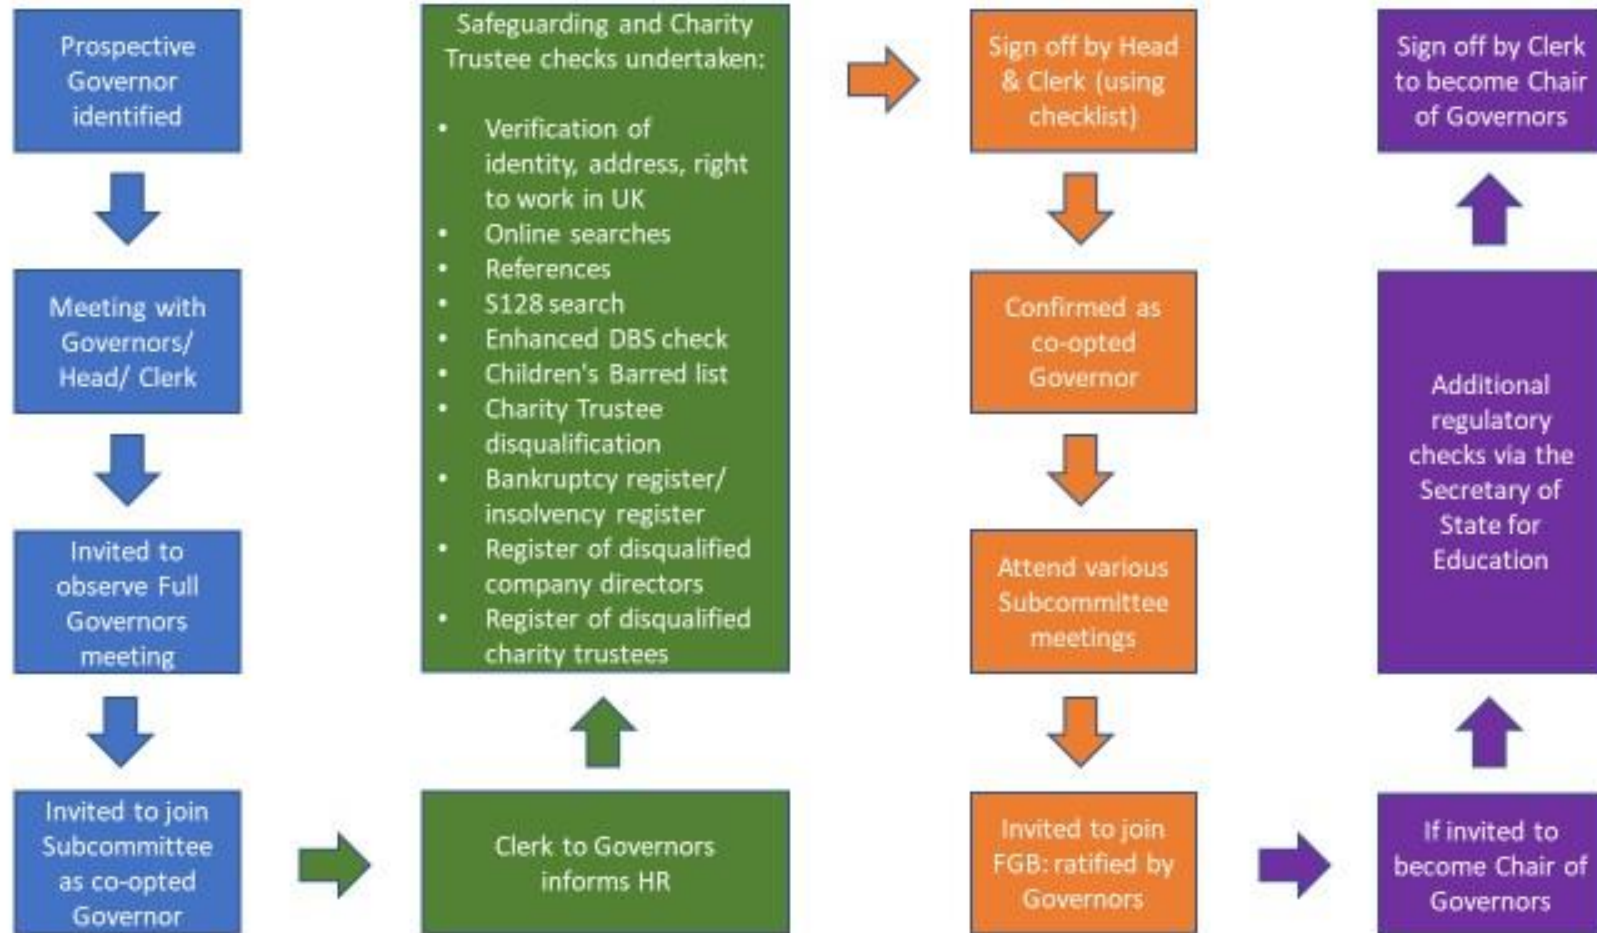 Prospective
Governor
identified
Meeting with
Governors/
Head/ Clerk
Invited to
observe Full
Governors
meeting
Invited to join
Subcommittee
as co-opted
Governor
Clerk to Governors
informs HR
Safeguarding and Charity
Trustee checks undertaken:
• Verification of
identity, address, right
to work in UK
• Online searches
• References
• S128 search
• Enhanced DBS check
• Children's Barred list
• Charity Trustee
disqualification
• Bankruptcy register/
insolvency register
• Register of disqualified
company directors
• Register of disqualified
charity trustees
Sign off by Head
& Clerk (using
checklist)
Confirmed as
co-opted
Governor
Attend various
Subcommittee
meetings
Invited to join
FGB: ratified by
Governors
If invited to
become Chair of
Governors
Additional
regulatory
checks via the
Secretary of
State for
Education
Sign off by Clerk
to become Chair
of Governors